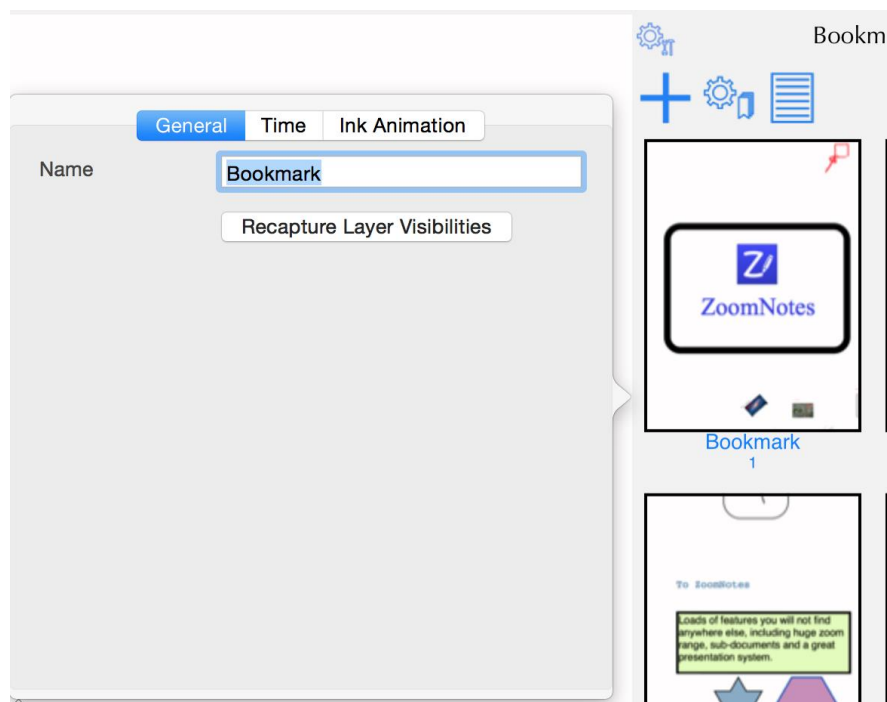 Bookm
General Time Ink Animation
Name
Bookmark
Recapture Layer Visibilities
Z
ZoomNotes
Bookmark
1
To ZoomNotes
Loads of features you will not find
anywhere else, including huge zoom
range, sub-documents and a great
presentation system.